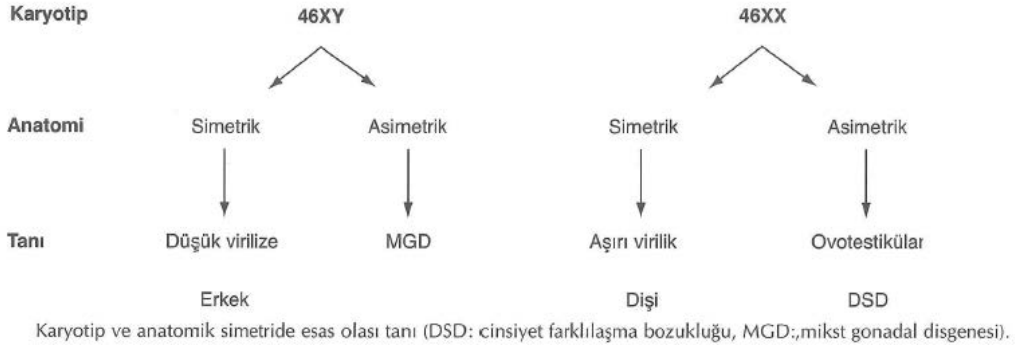 Karyotip 46XY 46XX
Anatomi Simetrik Asimetrik Simetrik Asimetrik
Tanı Düşük virilize MGD Aşırı virilik Ovotestikülar
Erkek Dişi DSD
Karyotip ve anatomik simetride esas olası tanı (DSD: cinsiyet farklılaşma bozukluğu, MGD:,mikst gonadal disgenesi).